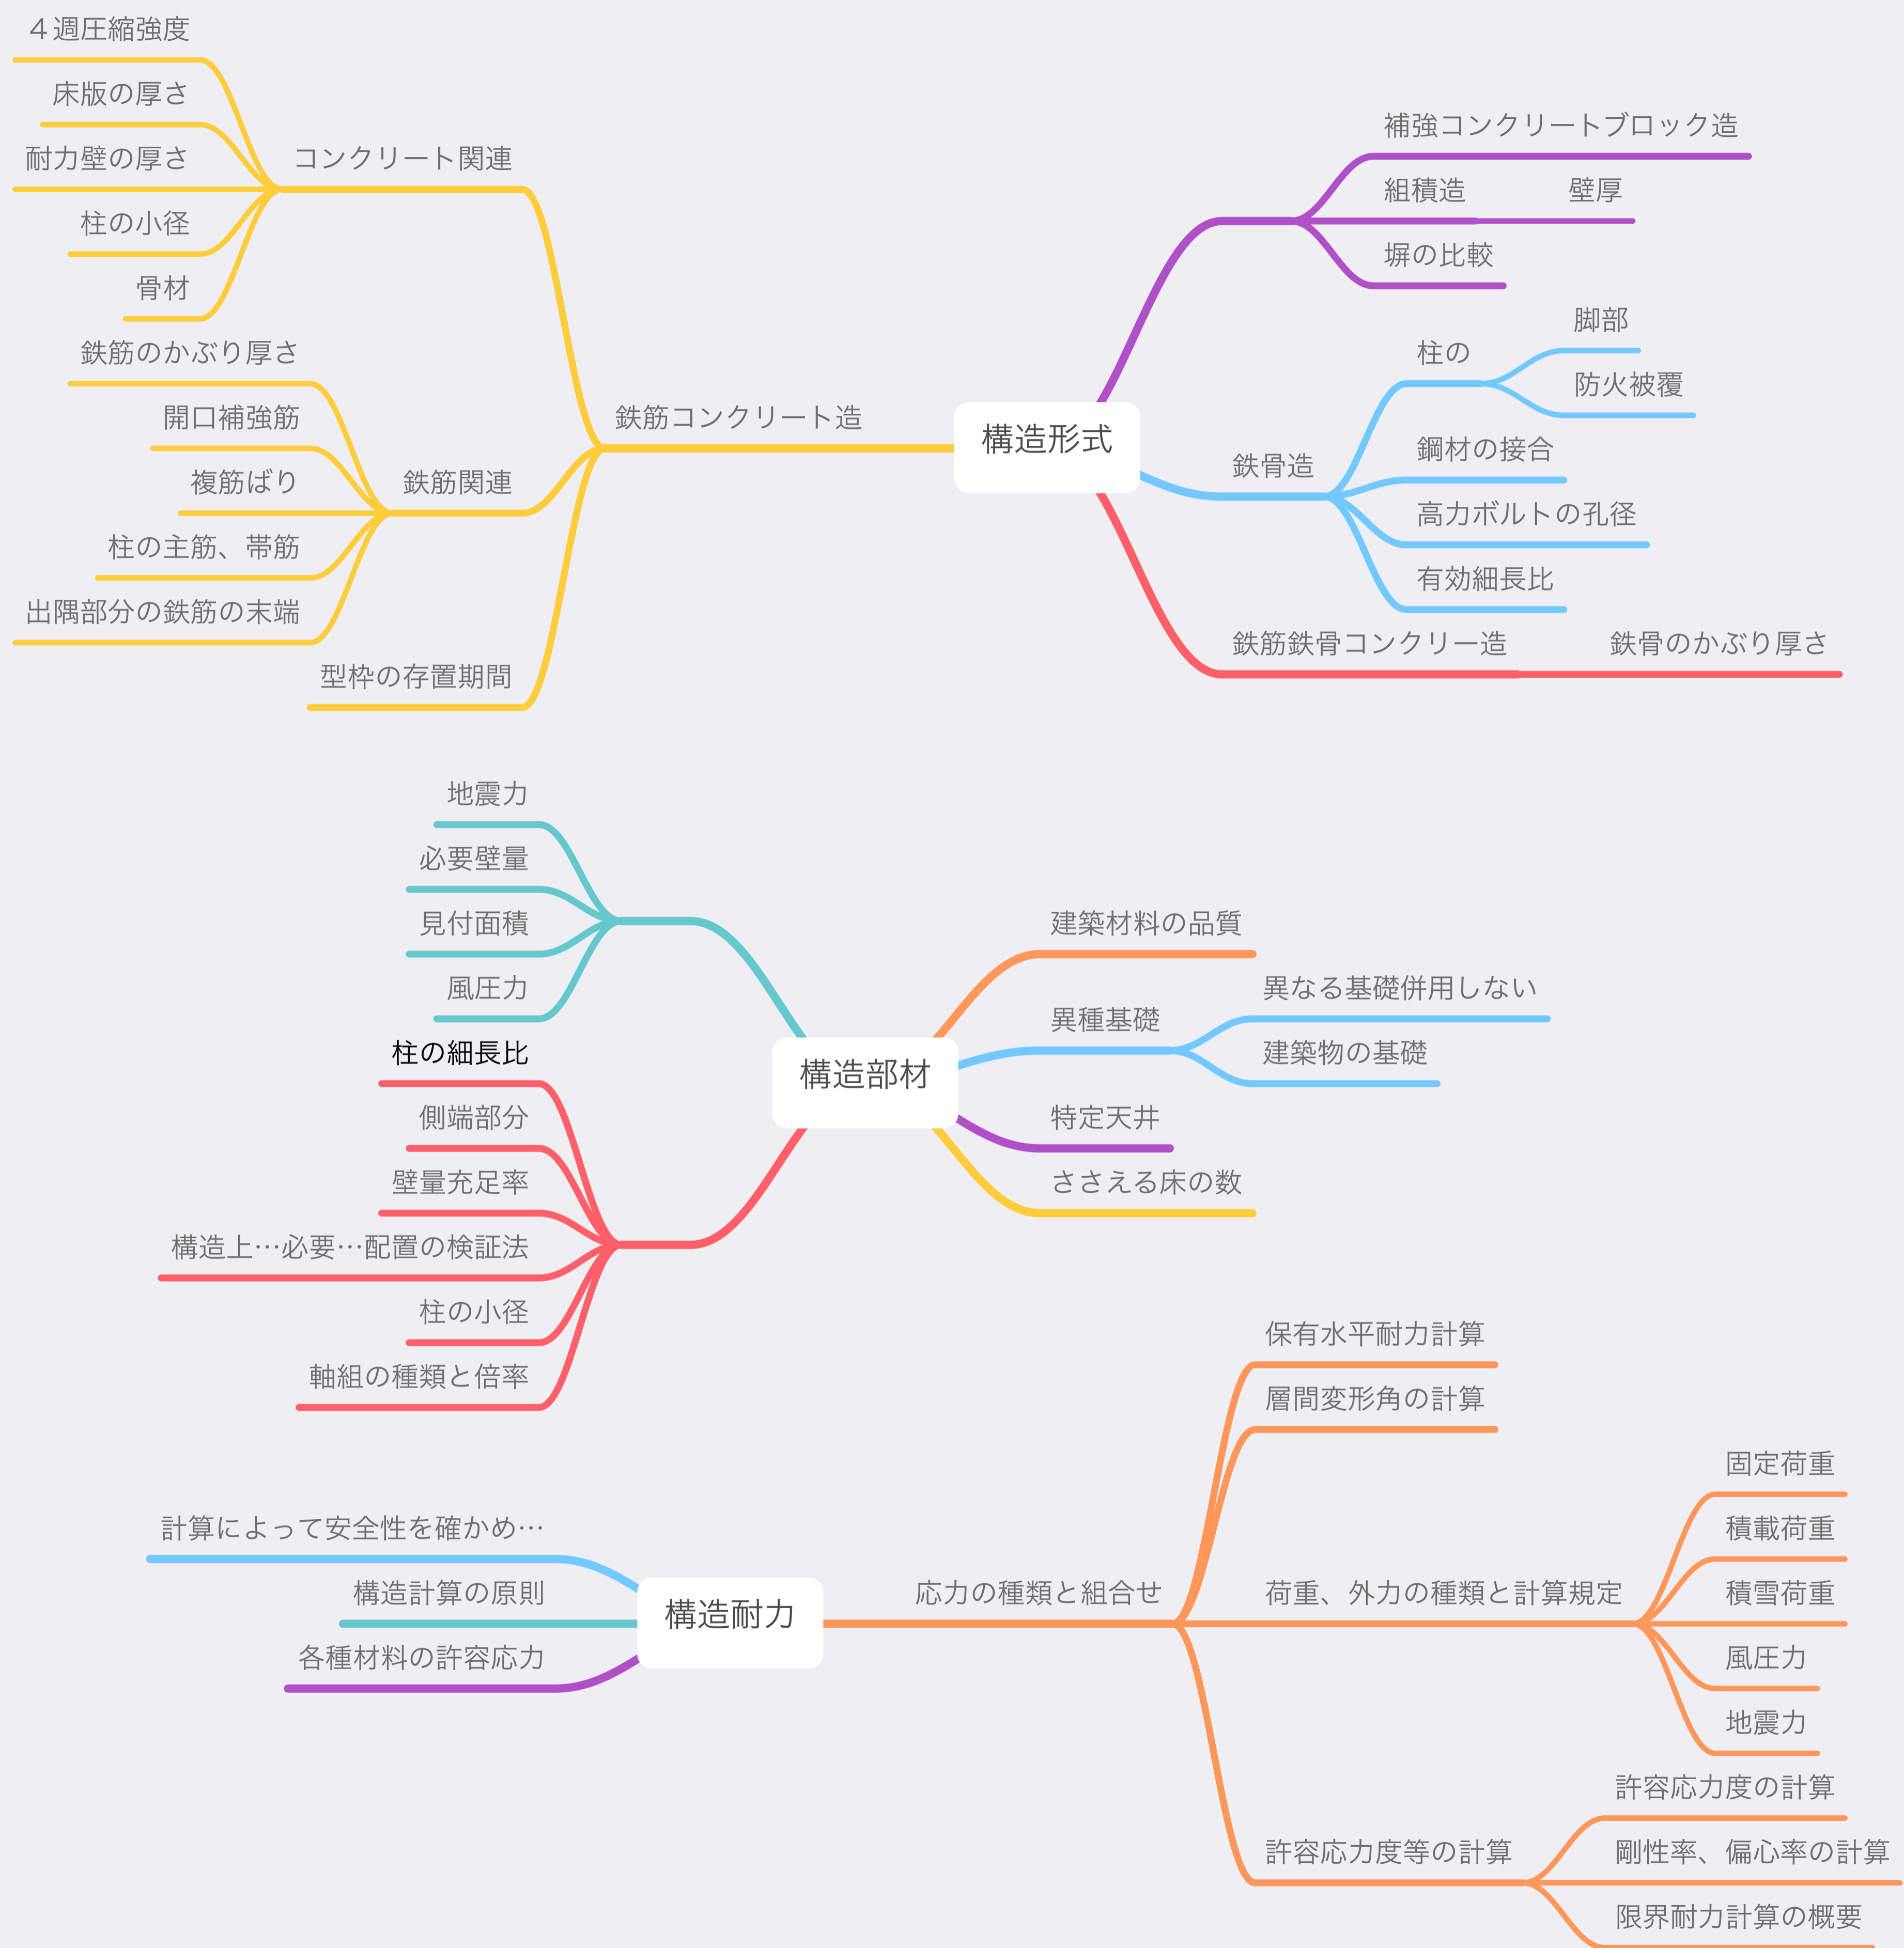 ４週圧縮強度
床版の厚さ
耐力壁の厚さ
柱の小径
骨材
コンクリート関連
鉄筋のかぶり厚さ
開口補強筋
複筋ばり
柱の主筋、帯筋
出隅部分の鉄筋の末端
鉄筋関連
型枠の存置期間
鉄筋コンクリート造
構造形式
補強コンクリートブロック造
組積造
壁厚
塀の比較
鉄骨造
柱の
脚部
防火被覆
鋼材の接合
高力ボルトの孔径
有効細長比
鉄筋鉄骨コンクリー造
鉄骨のかぶり厚さ
地震力
必要壁量
見付面積
風圧力
柱の細長比
側端部分
壁量充足率
構造上…必要…配置の検証法
柱の小径
軸組の種類と倍率
構造部材
建築材料の品質
異種基礎
異なる基礎併用しない
建築物の基礎
特定天井
ささえる床の数
計算によって安全性を確かめ…
構造計算の原則
各種材料の許容応力
構造耐力
応力の種類と組合せ
保有水平耐力計算
層間変形角の計算
荷重、外力の種類と計算規定
固定荷重
積載荷重
積雪荷重
風圧力
地震力
許容応力度等の計算
許容応力度の計算
剛性率、偏心率の計算
限界耐力計算の概要